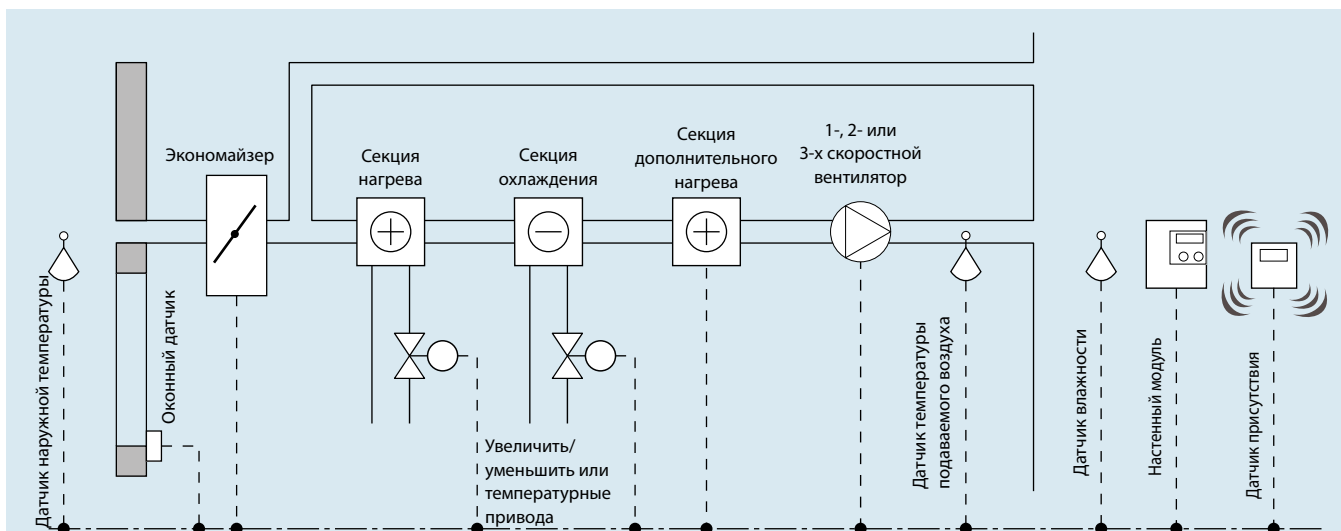 Экономайзер
Секция
нагрева
Секция
охлаждения
Секция
дополнительного
нагрева
1-, 2- или
3-х скоростной
вентилятор
Датчик наружной температуры
Оконный датчик
Увеличить/
уменьшить или
температурные
привода
Датчик температуры
подаваемого воздуха
Датчик влажности
Настенный модуль
Датчик присутствия